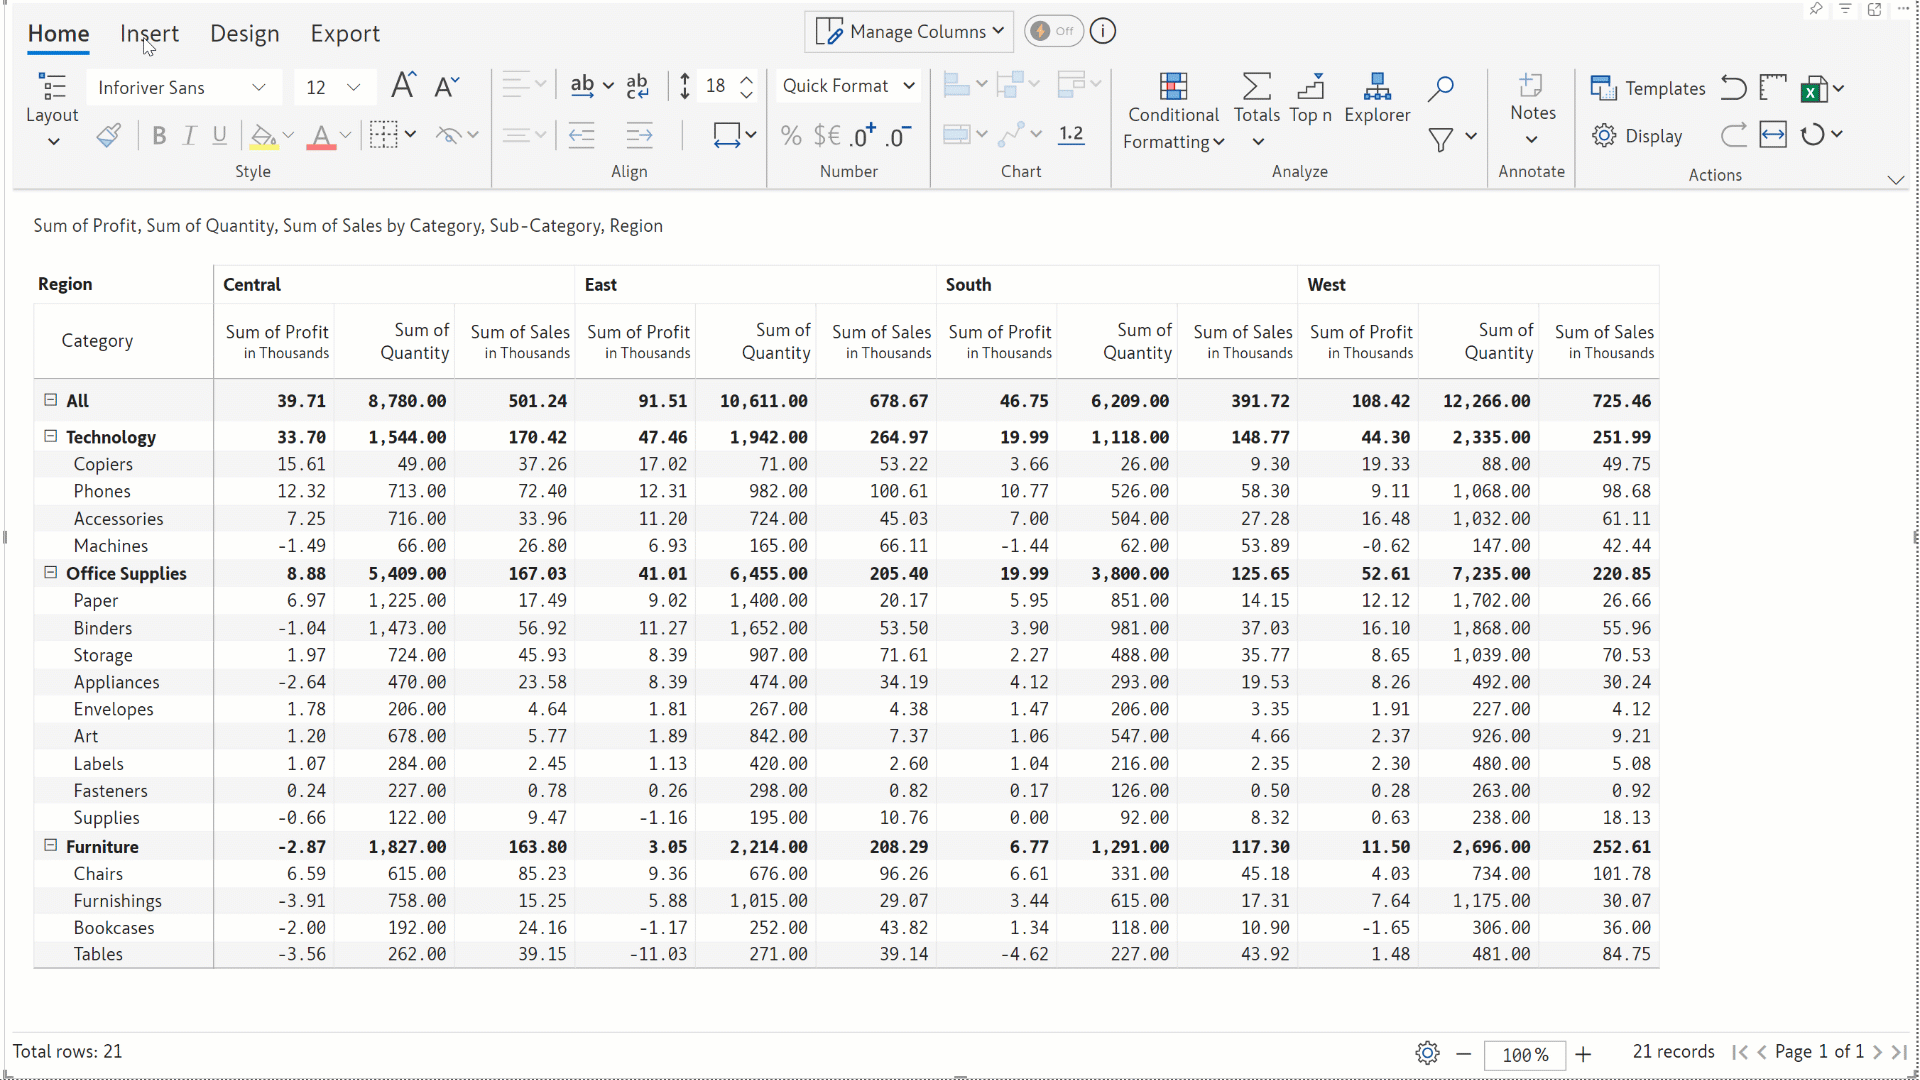 Home Insert Design Export Manage Columns Off i
Layout Inforiver Sans 12 A A ab ab 18 Quick Format Conditional Formatting Totals Top n Explorer Notes Templates
B I U A % $€ .0+ .0- 1.2 Display
Style Align Number Chart Analyze Annotate Actions
Sum of Profit, Sum of Quantity, Sum of Sales by Category, Sub-Category, Region
Region Central East South West
Category Sum of Profit in Thousands Sum of Quantity Sum of Sales in Thousands Sum of Profit in Thousands Sum of Quantity Sum of Sales in Thousands Sum of Profit in Thousands Sum of Quantity Sum of Sales in Thousands Sum of Profit in Thousands Sum of Quantity Sum of Sales in Thousands
All 39.71 8,780.00 501.24 91.51 10,611.00 678.67 46.75 6,209.00 391.72 108.42 12,266.00 725.46
Technology 33.70 1,544.00 170.42 47.46 1,942.00 264.97 19.99 1,118.00 148.77 44.30 2,335.00 251.99
Copiers 15.61 49.00 37.26 17.02 71.00 53.22 3.66 26.00 9.30 19.33 88.00 49.75
Phones 12.32 713.00 72.40 12.31 982.00 100.61 10.77 526.00 58.30 9.11 1,068.00 98.68
Accessories 7.25 716.00 33.96 11.20 724.00 45.03 7.00 504.00 27.28 16.48 1,032.00 61.11
Machines -1.49 66.00 26.80 6.93 165.00 66.11 -1.44 62.00 53.89 -0.62 147.00 42.44
Office Supplies 8.88 5,409.00 167.03 41.01 6,455.00 205.40 19.99 3,800.00 125.65 52.61 7,235.00 220.85
Paper 6.97 1,225.00 17.49 9.02 1,400.00 20.17 5.95 851.00 14.15 12.12 1,702.00 26.66
Binders -1.04 1,473.00 56.92 11.27 1,652.00 53.50 3.90 981.00 37.03 16.10 1,868.00 55.96
Storage 1.97 724.00 45.93 8.39 907.00 71.61 2.27 488.00 35.77 8.65 1,039.00 70.53
Appliances -2.64 470.00 23.58 8.39 474.00 34.19 4.12 293.00 19.53 8.26 492.00 30.24
Envelopes 1.78 206.00 4.64 1.81 267.00 4.38 1.47 206.00 3.35 1.91 227.00 4.12
Art 1.20 678.00 5.77 1.89 842.00 7.37 1.06 547.00 4.66 2.37 926.00 9.21
Labels 1.07 284.00 2.45 1.13 420.00 2.60 1.04 216.00 2.35 2.30 480.00 5.08
Fasteners 0.24 227.00 0.78 0.26 298.00 0.82 0.17 126.00 0.50 0.28 263.00 0.92
Supplies -0.66 122.00 9.47 -1.16 195.00 10.76 0.00 92.00 8.32 0.63 238.00 18.13
Furniture -2.87 1,827.00 163.80 3.05 2,214.00 208.29 6.77 1,291.00 117.30 11.50 2,696.00 252.61
Chairs 6.59 615.00 85.23 9.36 676.00 96.26 6.61 331.00 45.18 4.03 734.00 101.78
Furnishings -3.91 758.00 15.25 5.88 1,015.00 29.07 3.44 615.00 17.31 7.64 1,175.00 30.07
Bookcases -2.00 192.00 24.16 -1.17 252.00 43.82 1.34 118.00 10.90 -1.65 306.00 36.00
Tables -3.56 262.00 39.15 -11.03 271.00 39.14 -4.62 227.00 43.92 1.48 481.00 84.75
Total rows: 21 100% 21 records Page 1 of 1